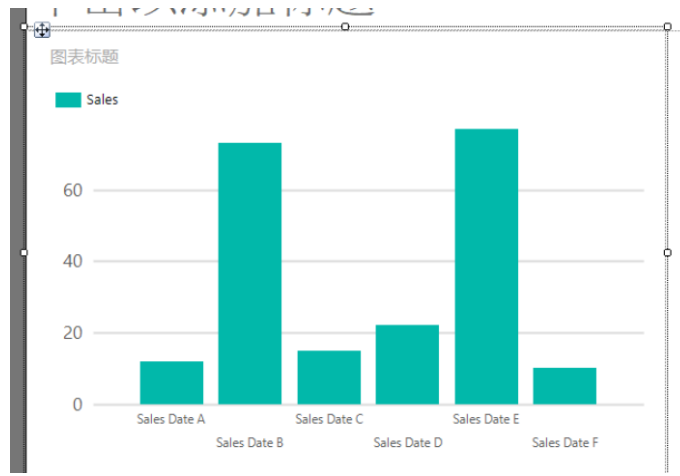 图表标题
Sales
60
40
20
0
Sales Date A Sales Date C Sales Date E
Sales Date B Sales Date D Sales Date F